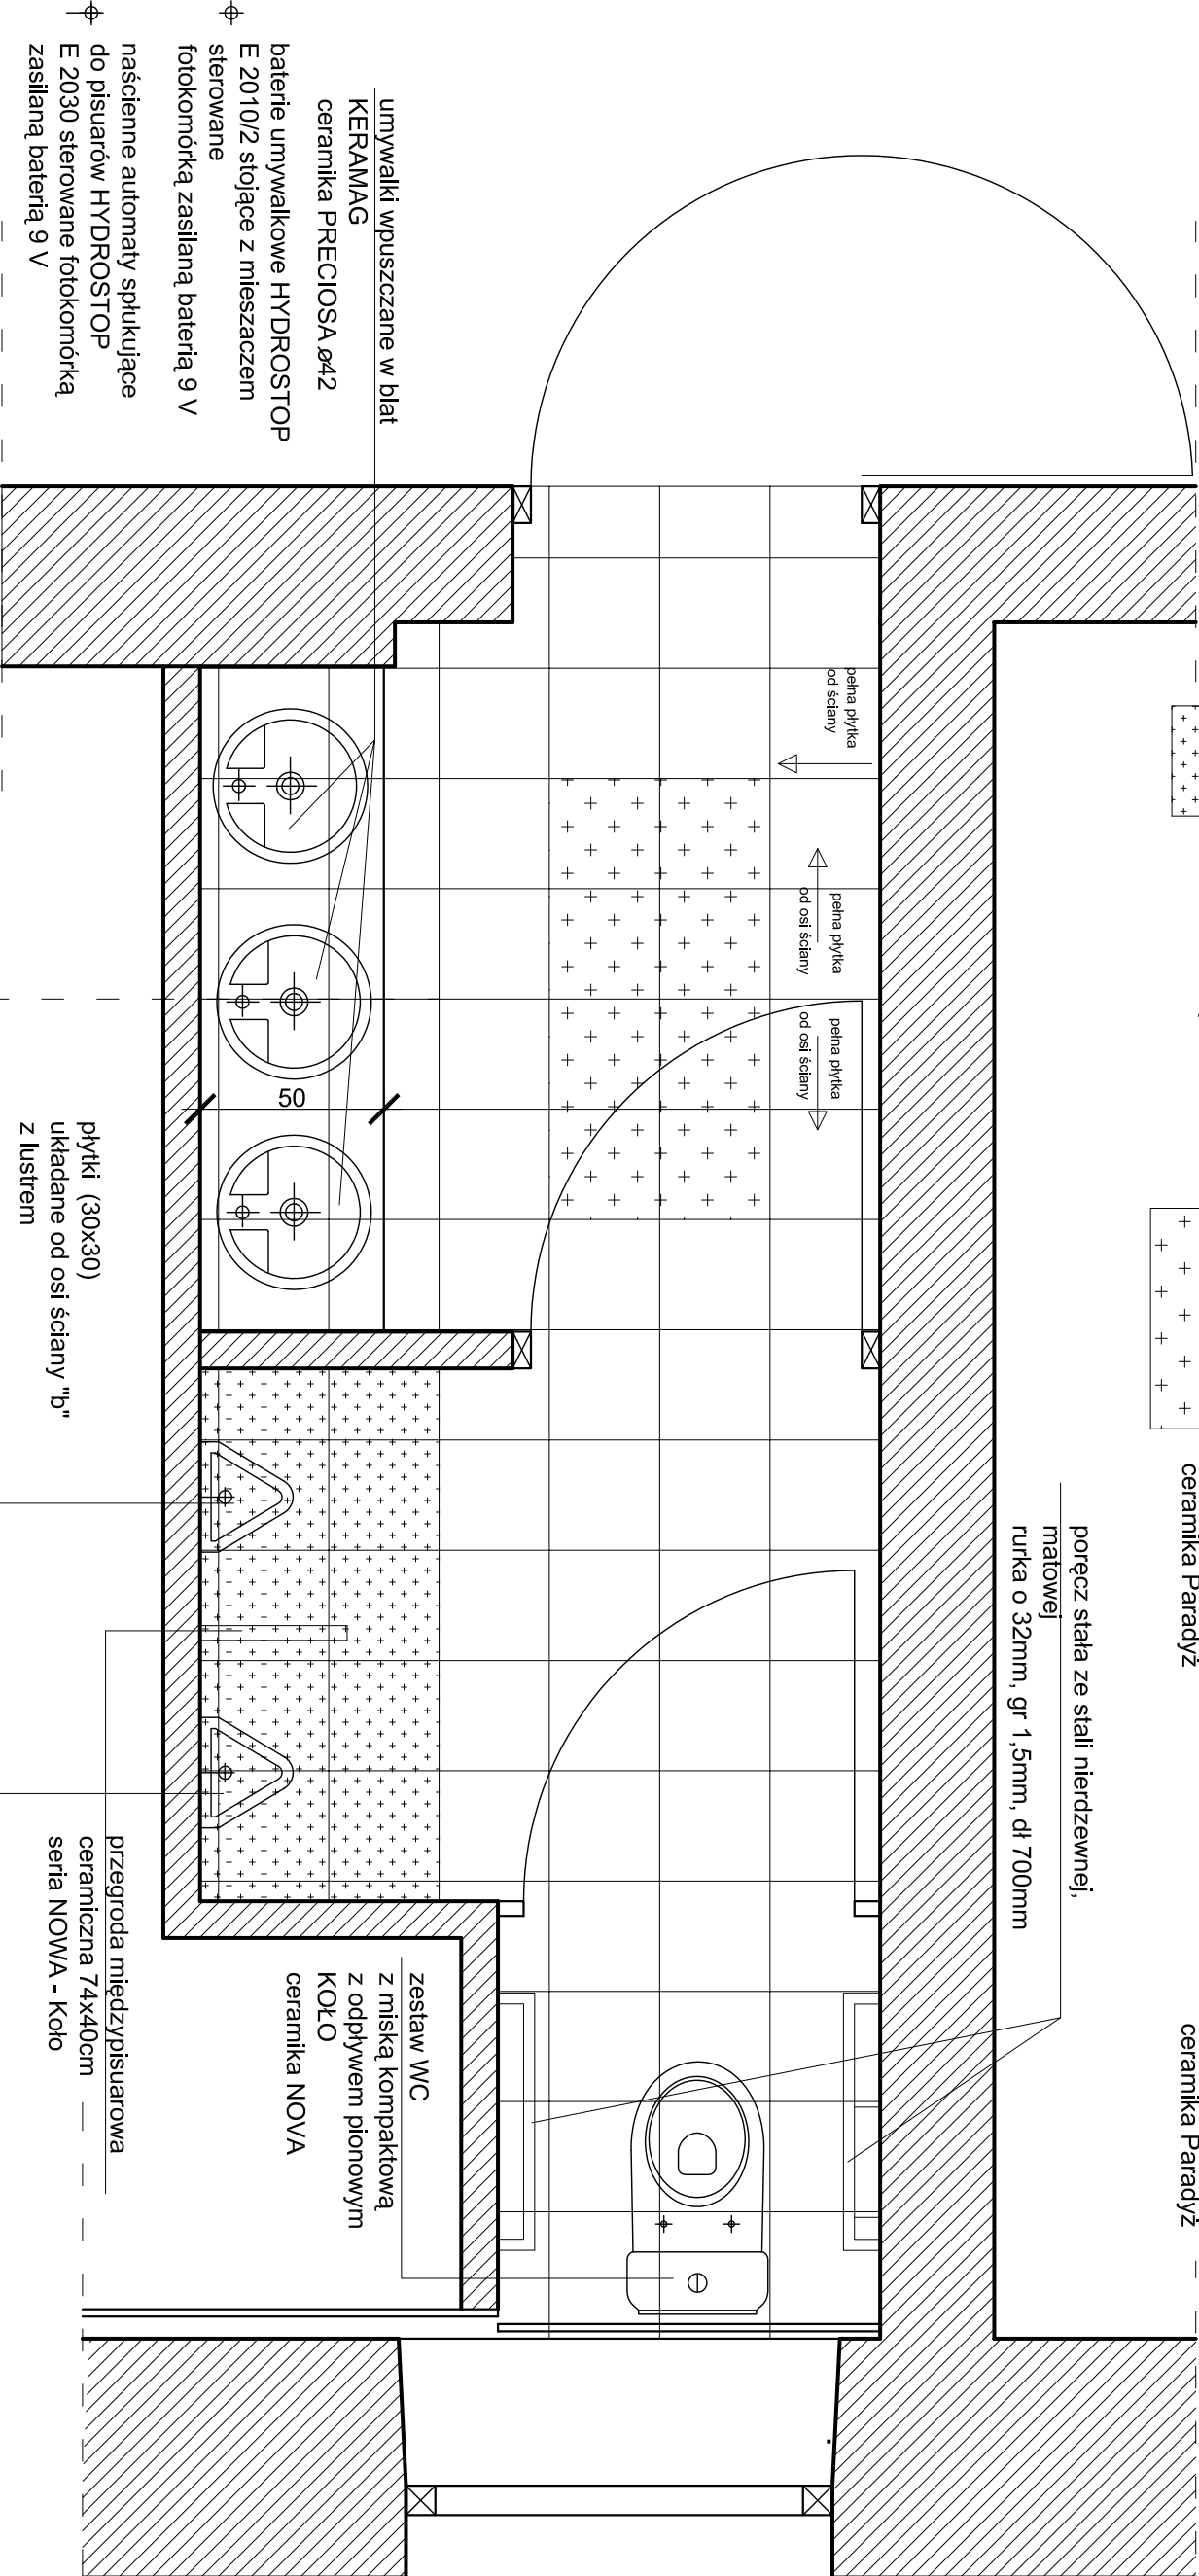 umywalki wpuszczane w blat
KERAMAG
ceramika PRECIOSA ø42
baterie umywalkowe HYDROSTOP
E 2010/2 stojące z mieszaczem
sterowane
fotokomórką zasilaną baterią 9 V
naścienne automaty spłukujące
do pisuarów HYDROSTOP
E 2030 sterowane fotokomórką
zasilaną baterią 9 V
pełna płytka
od ściany
pełna płytka
od osi ściany
pełna płytka
od osi ściany
50
płytki (30x30)
układane od osi ściany "b"
z lustrem
ceramika Paradyż
poręcz stała ze stali nierdzewnej,
matowej
rurka o 32mm, gr 1,5mm, dł 700mm
przegroda międzypisuarowa
ceramiczna 74x40cm
seria NOWA - Koło
zestaw WC
z miską kompaktową
z odpływem pionowym
KOŁO
ceramika NOVA
ceramika Paradyż